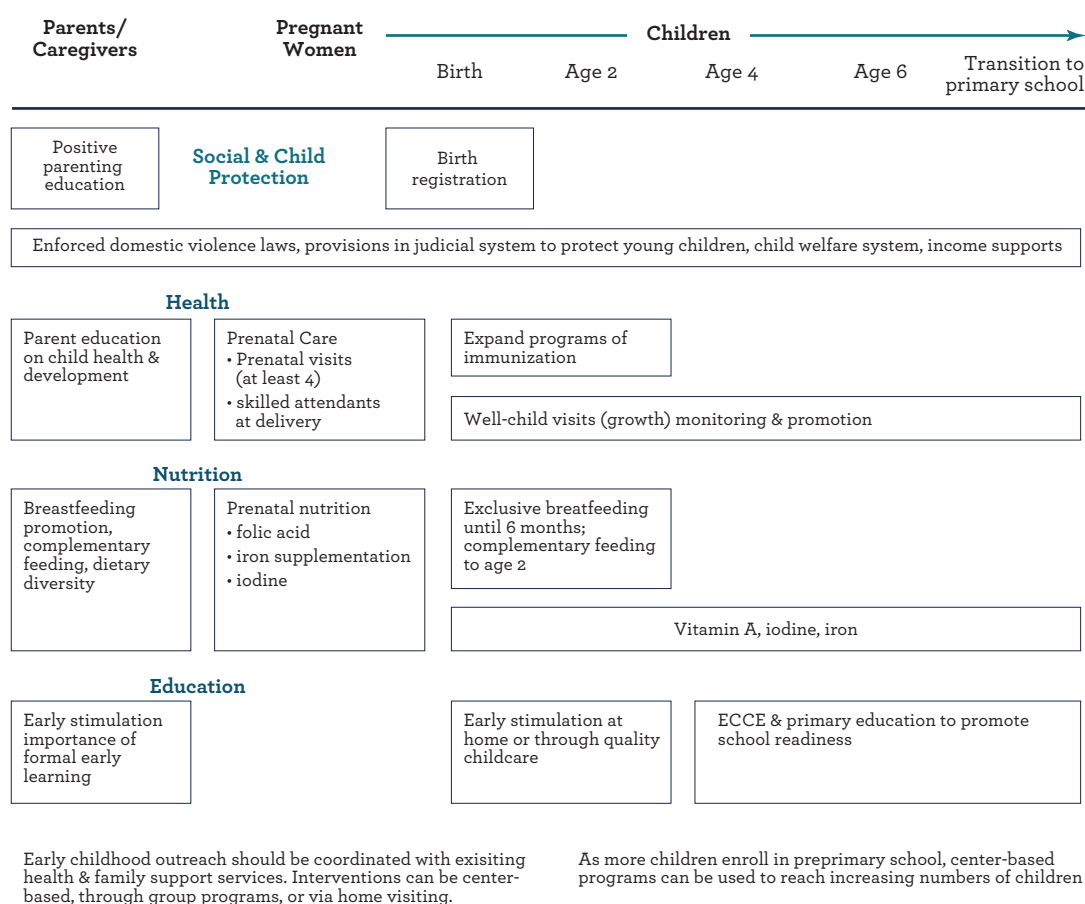 Parents/
Caregivers
Pregnant
Women
Children
Birth
Age 2
Age 4
Age 6
Transition to
primary school
Positive
parenting
education
Social & Child
Protection
Birth
registration
Enforced domestic violence laws, provisions in judicial system to protect young children, child welfare system, income supports
Health
Parent education
on child health &
development
Prenatal Care
• Prenatal visits
(at least 4)
• skilled attendants
at delivery
Expand programs of
immunization
Well-child visits (growth) monitoring & promotion
Nutrition
Breastfeeding
promotion,
complementary
feeding, dietary
diversity
Prenatal nutrition
• folic acid
• iron supplementation
• iodine
Exclusive breastfeeding
until 6 months;
complementary feeding
to age 2
Vitamin A, iodine, iron
Education
Early stimulation
importance of
formal early
learning
Early stimulation at
home or through quality
childcare
ECCE & primary education to promote
school readiness
Early childhood outreach should be coordinated with exisiting
health & family support services. Interventions can be center-
based, through group programs, or via home visiting.
As more children enroll in preprimary school, center-based
programs can be used to reach increasing numbers of children